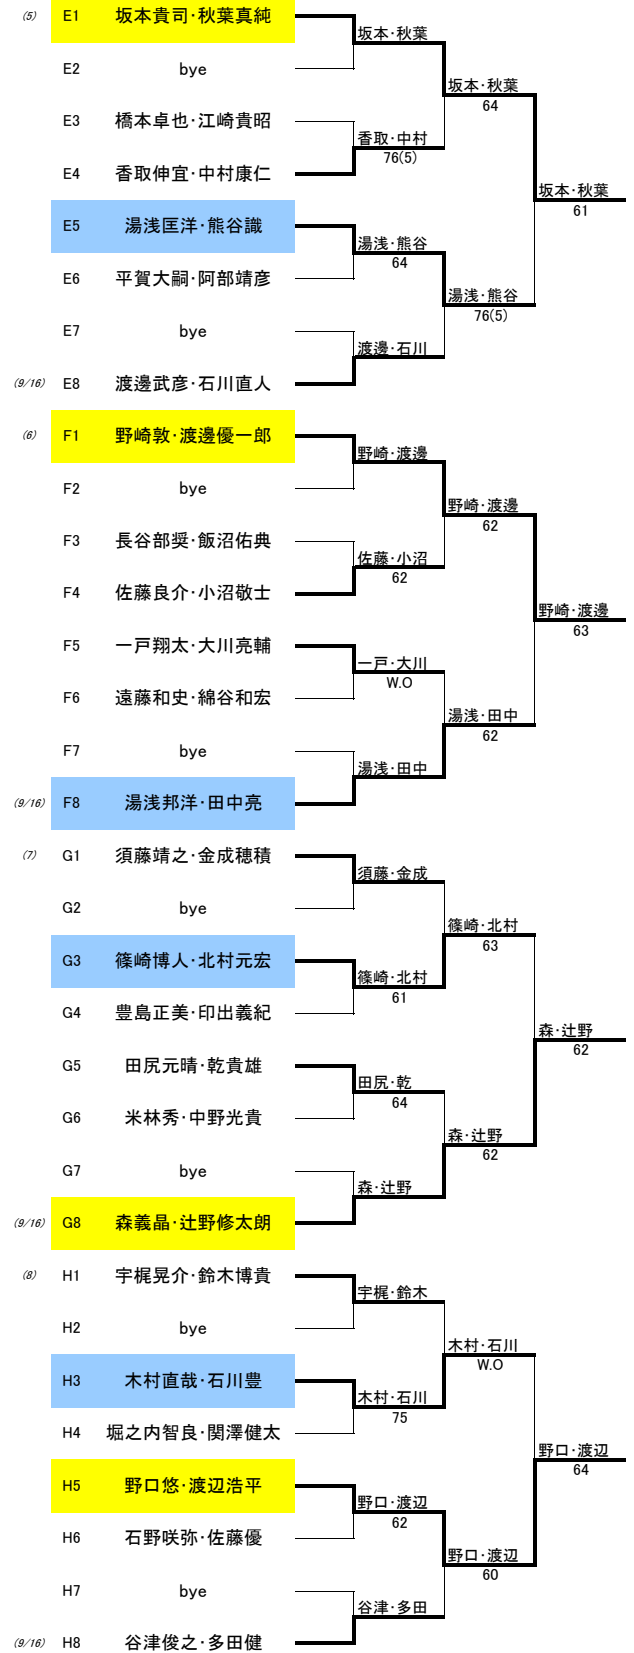 (5) E1 坂本貴司・秋葉真純
坂本・秋葉
E2 bye
坂本・秋葉
64
E3 橋本卓也・江崎貴昭
香取・中村
76(5)
E4 香取伸宜・中村康仁
坂本・秋葉
61
E5 湯浅匡洋・熊谷識
湯浅・熊谷
64
E6 平賀大嗣・阿部靖彦
湯浅・熊谷
76(5)
E7 bye
渡邊・石川
(9/16) E8 渡邊武彦・石川直人
(6) F1 野崎敦・渡邊優一郎
野崎・渡邊
F2 bye
野崎・渡邊
62
F3 長谷部奨・飯沼佑典
佐藤・小沼
62
F4 佐藤良介・小沼敬士
野崎・渡邊
63
F5 一戸翔太・大川亮輔
一戸・大川
W.O
F6 遠藤和史・綿谷和宏
湯浅・田中
62
F7 bye
湯浅・田中
(9/16) F8 湯浅邦洋・田中亮
(7) G1 須藤靖之・金成穂積
須藤・金成
G2 bye
篠崎・北村
63
G3 篠崎博人・北村元宏
篠崎・北村
61
G4 豊島正美・印出義紀
森・辻野
62
G5 田尻元晴・乾貴雄
田尻・乾
64
G6 米林秀・中野光貴
森・辻野
62
G7 bye
森・辻野
(9/16) G8 森義晶・辻野修太朗
(8) H1 宇梶晃介・鈴木博貴
宇梶・鈴木
H2 bye
木村・石川
W.O
H3 木村直哉・石川豊
木村・石川
75
H4 堀之内智良・関澤健太
野口・渡辺
64
H5 野口悠・渡辺浩平
野口・渡辺
62
H6 石野咲弥・佐藤優
野口・渡辺
60
H7 bye
谷津・多田
(9/16) H8 谷津俊之・多田健